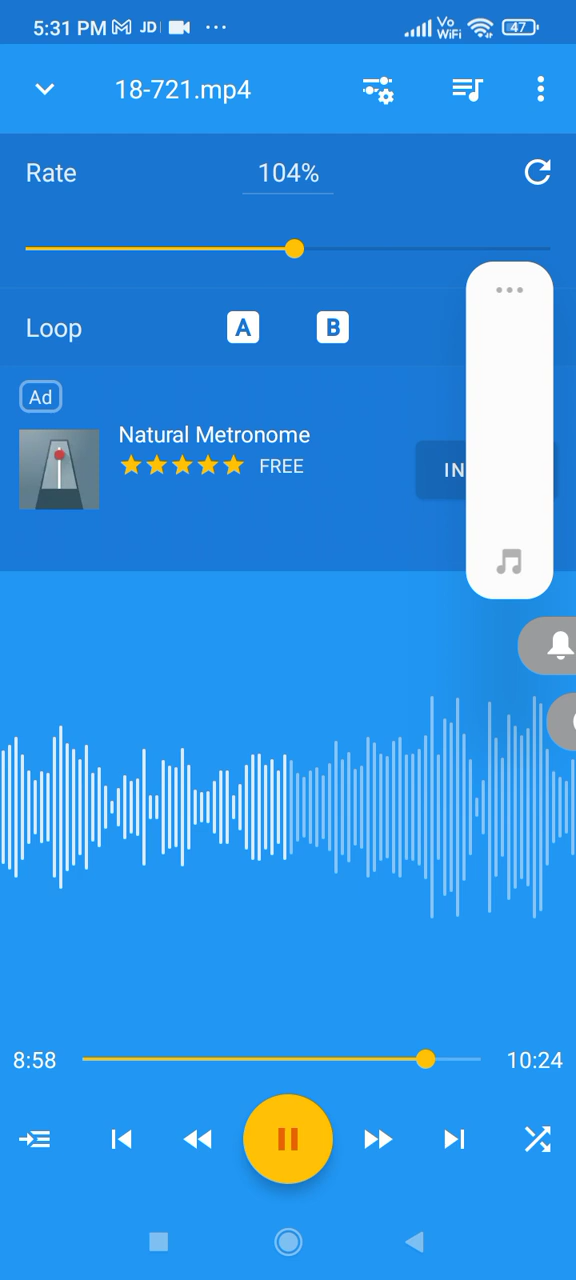 5:31 PM JD ... Vo WiFi 47
18-721.mp4
Rate 104%
Loop A B
Ad
Natural Metronome
FREE
IN
8:58 10:24